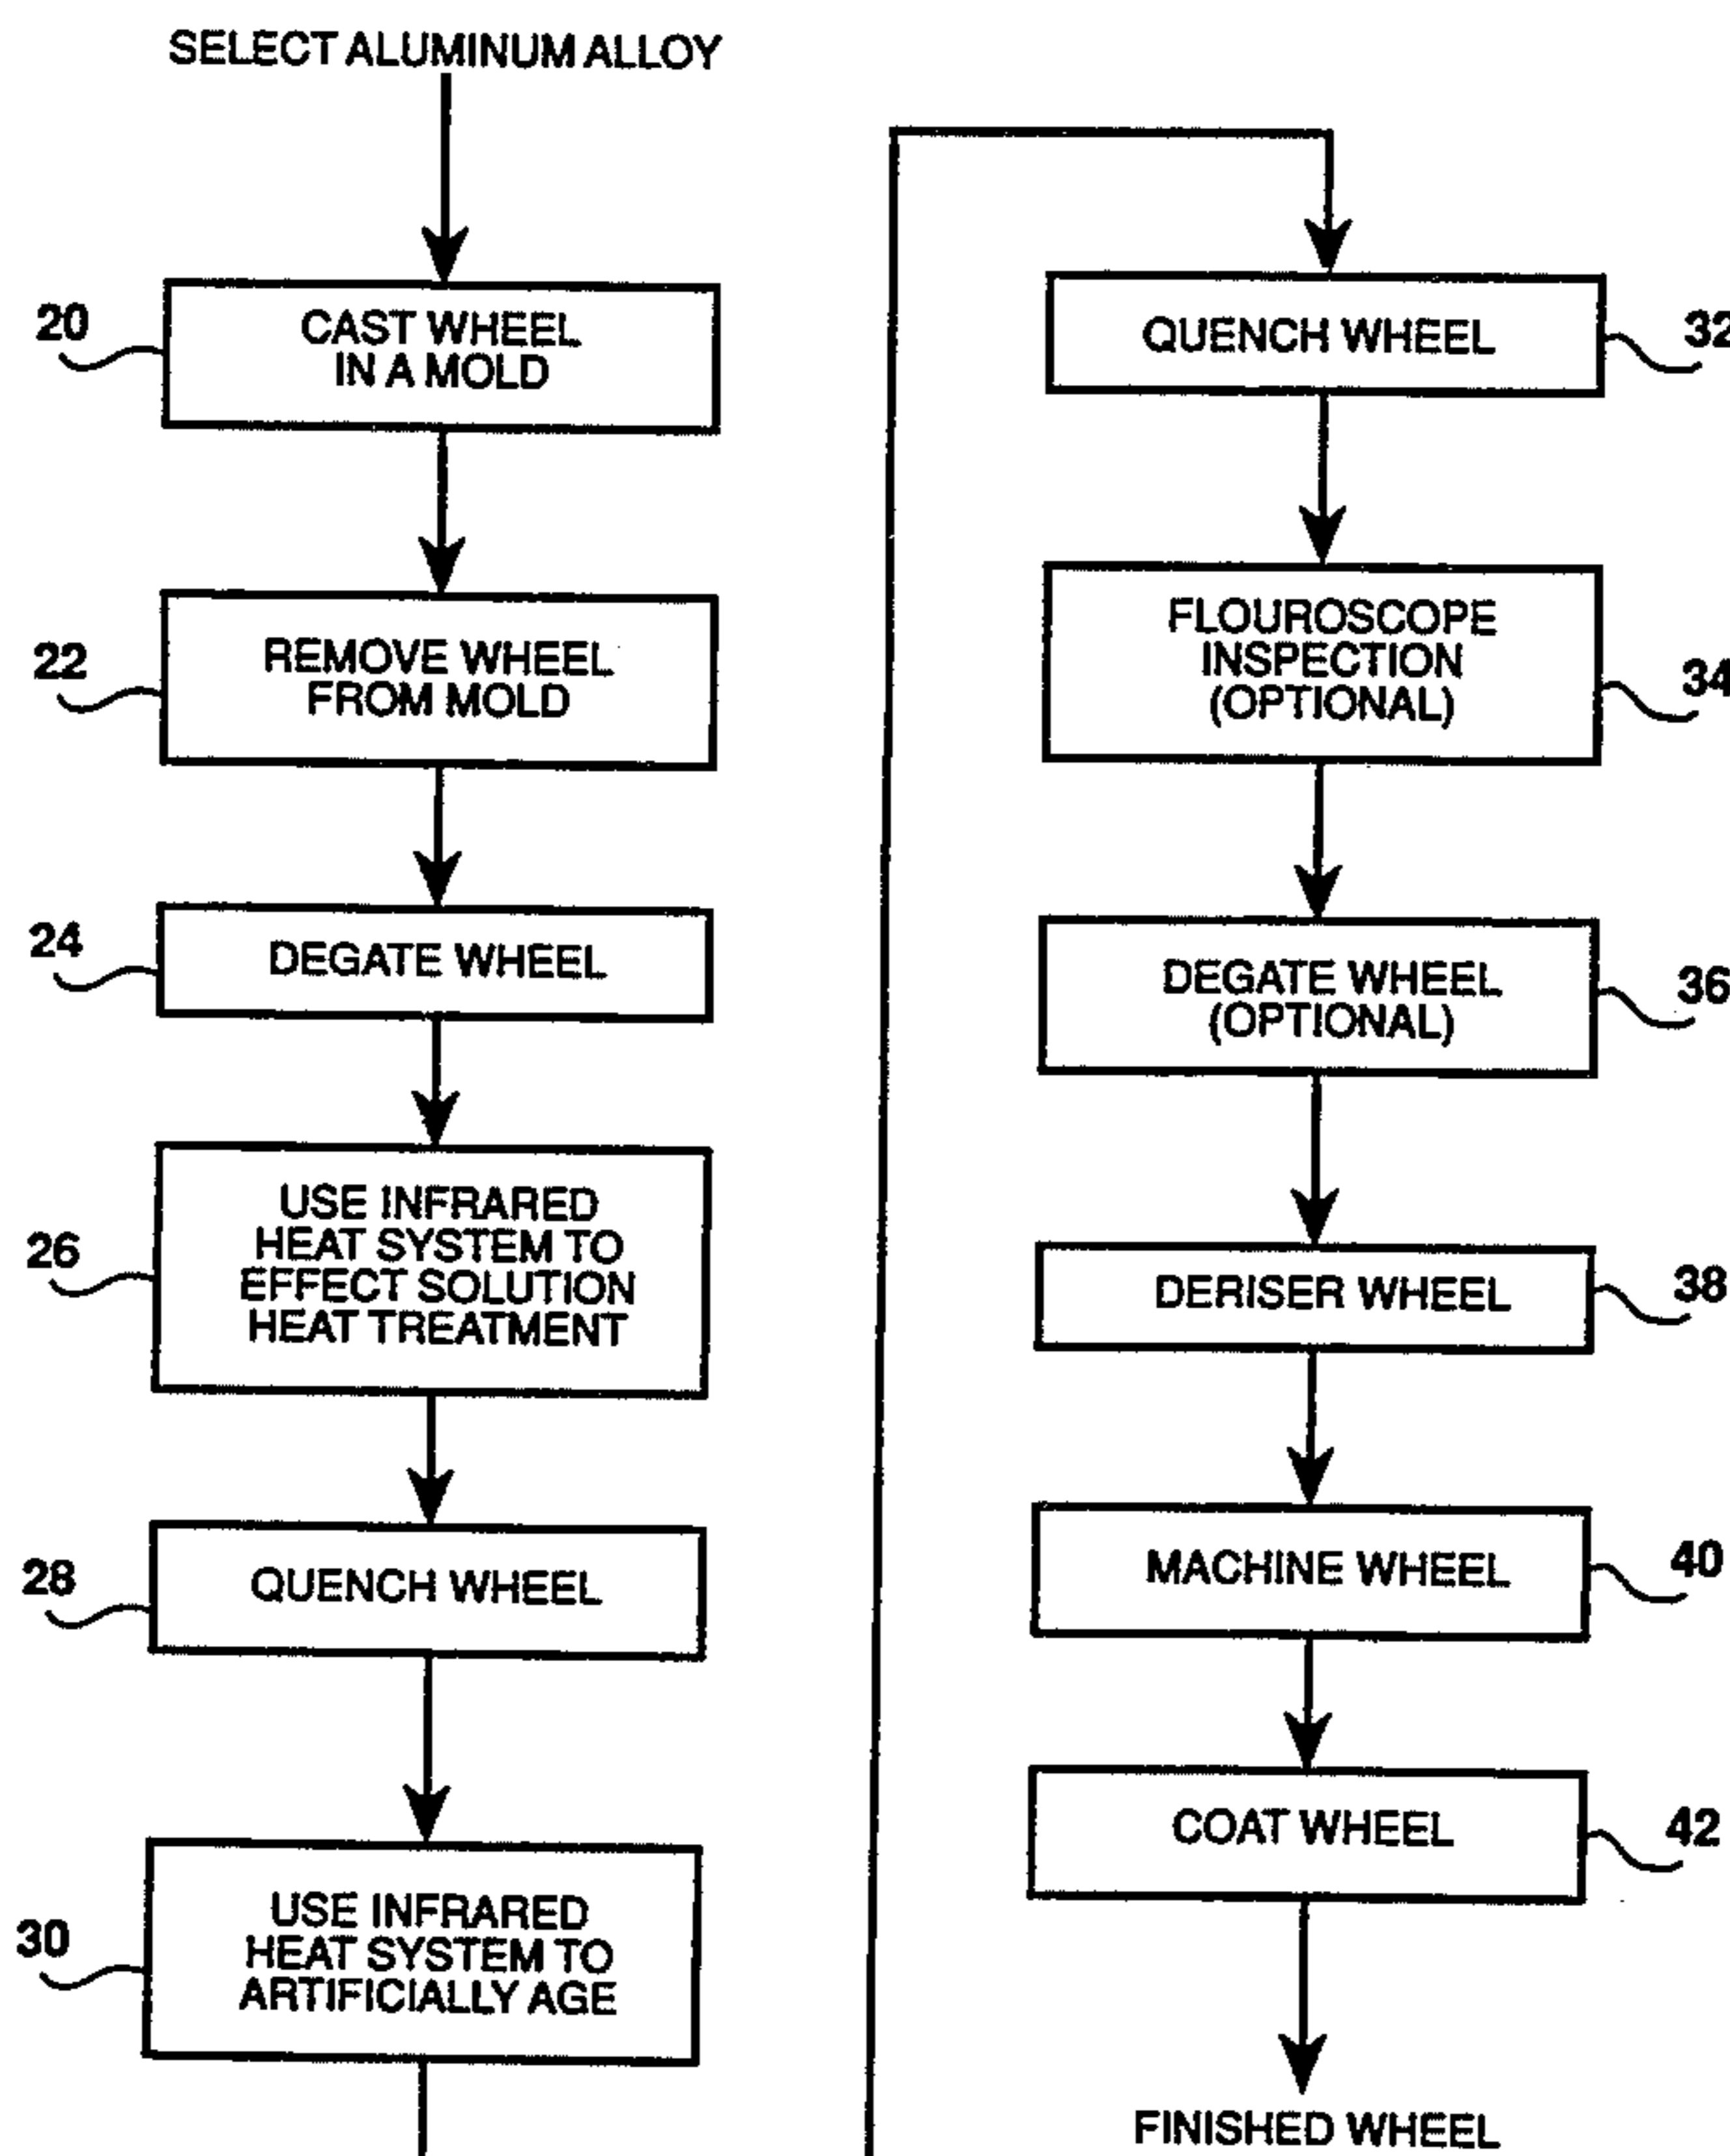 SELECT ALUMINUM ALLOY
20
CAST WHEEL
IN A MOLD
22
REMOVE WHEEL
FROM MOLD
24
DEGATE WHEEL
26
USE INFRARED
HEAT SYSTEM TO
EFFECT SOLUTION
HEAT TREATMENT
28
QUENCH WHEEL
30
USE INFRARED
HEAT SYSTEM TO
ARTIFICIALLY AGE
QUENCH WHEEL
32
FLOUROSCOPE
INSPECTION
(OPTIONAL)
34
DEGATE WHEEL
(OPTIONAL)
36
DERISER WHEEL
38
MACHINE WHEEL
40
COAT WHEEL
42
FINISHED WHEEL